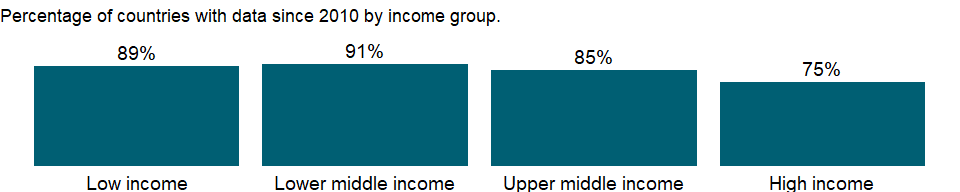 Percentage of countries with data since 2010 by income group.
89% 91% 85% 75%
Low income Lower middle income Upper middle income High income